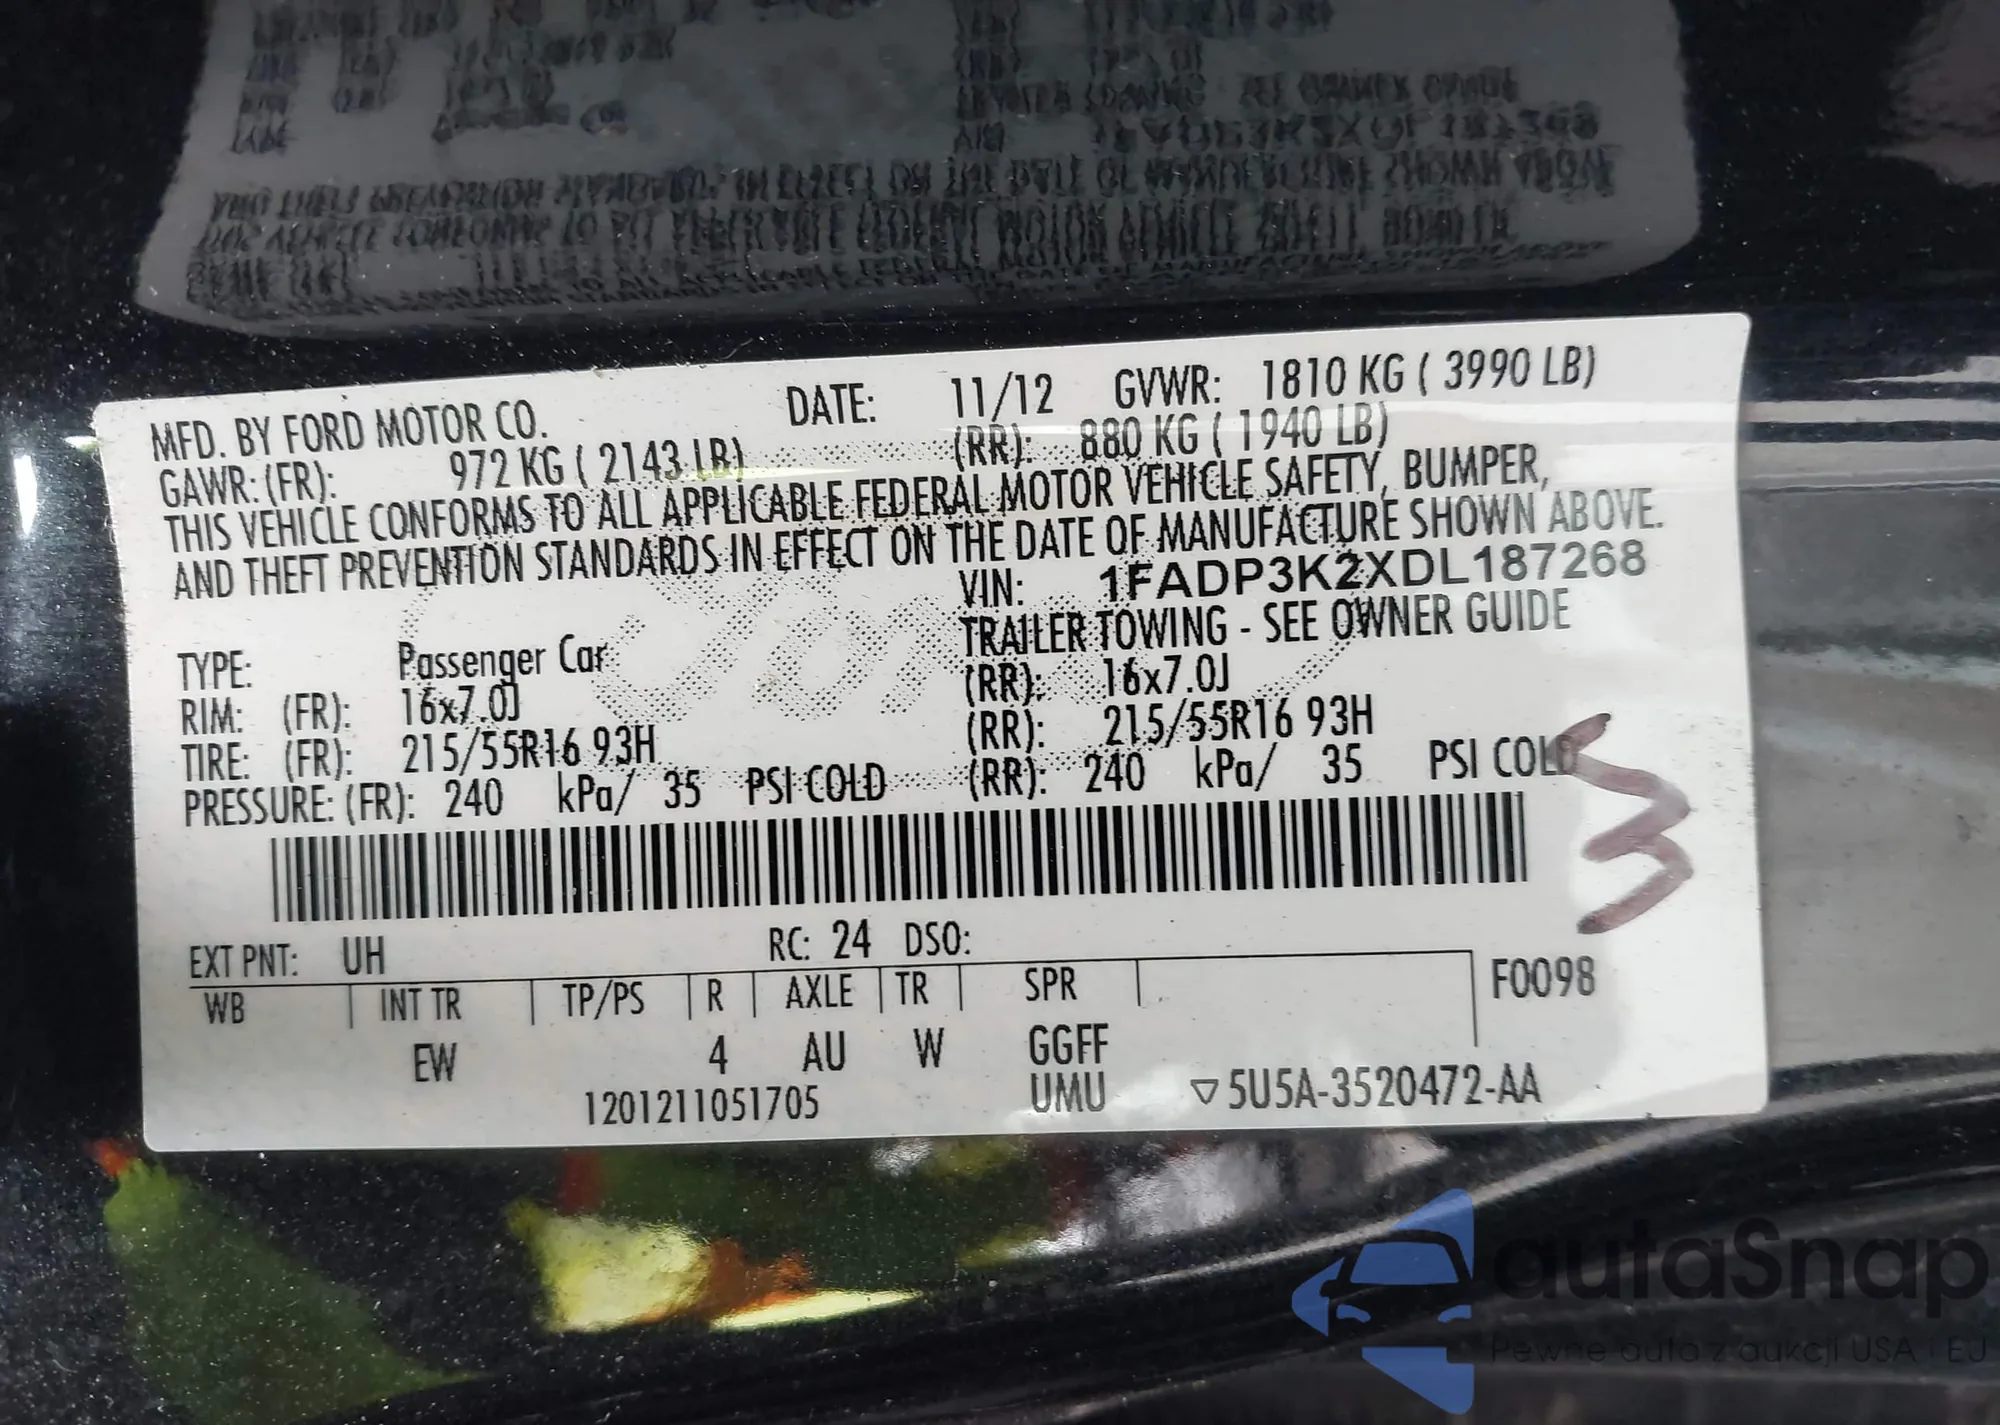 MFD. BY FORD MOTOR CO. DATE: 11/12 GVWR: 1810 KG ( 3990 LB)
GAWR: (FR): 972 KG ( 2143 LB) (RR): 880 KG ( 1940 LB)
THIS VEHICLE CONFORMS TO ALL APPLICABLE FEDERAL MOTOR VEHICLE SAFETY, BUMPER,
AND THEFT PREVENTION STANDARDS IN EFFECT ON THE DATE OF MANUFACTURE SHOWN ABOVE.
VIN: 1FADP3K2XDL187268
TRAILER TOWING - SEE OWNER GUIDE
TYPE: Passenger Car
RIM: (FR): 16x7.0J (RR): 16x7.0J
TIRE: (FR): 215/55R16 93H (RR): 215/55R16 93H
PRESSURE: (FR): 240 kPa/ 35 PSI COLD (RR): 240 kPa/ 35 PSI COLD
EXT PNT: UH RC: 24 DSO:
WB INT TR TP/PS R AXLE TR SPR F0098
EW 4 AU W GGFF
1201211051705 UMU ▽5U5A-3520472-AA
autaSnap
Pewne auta z aukcji USA i EU